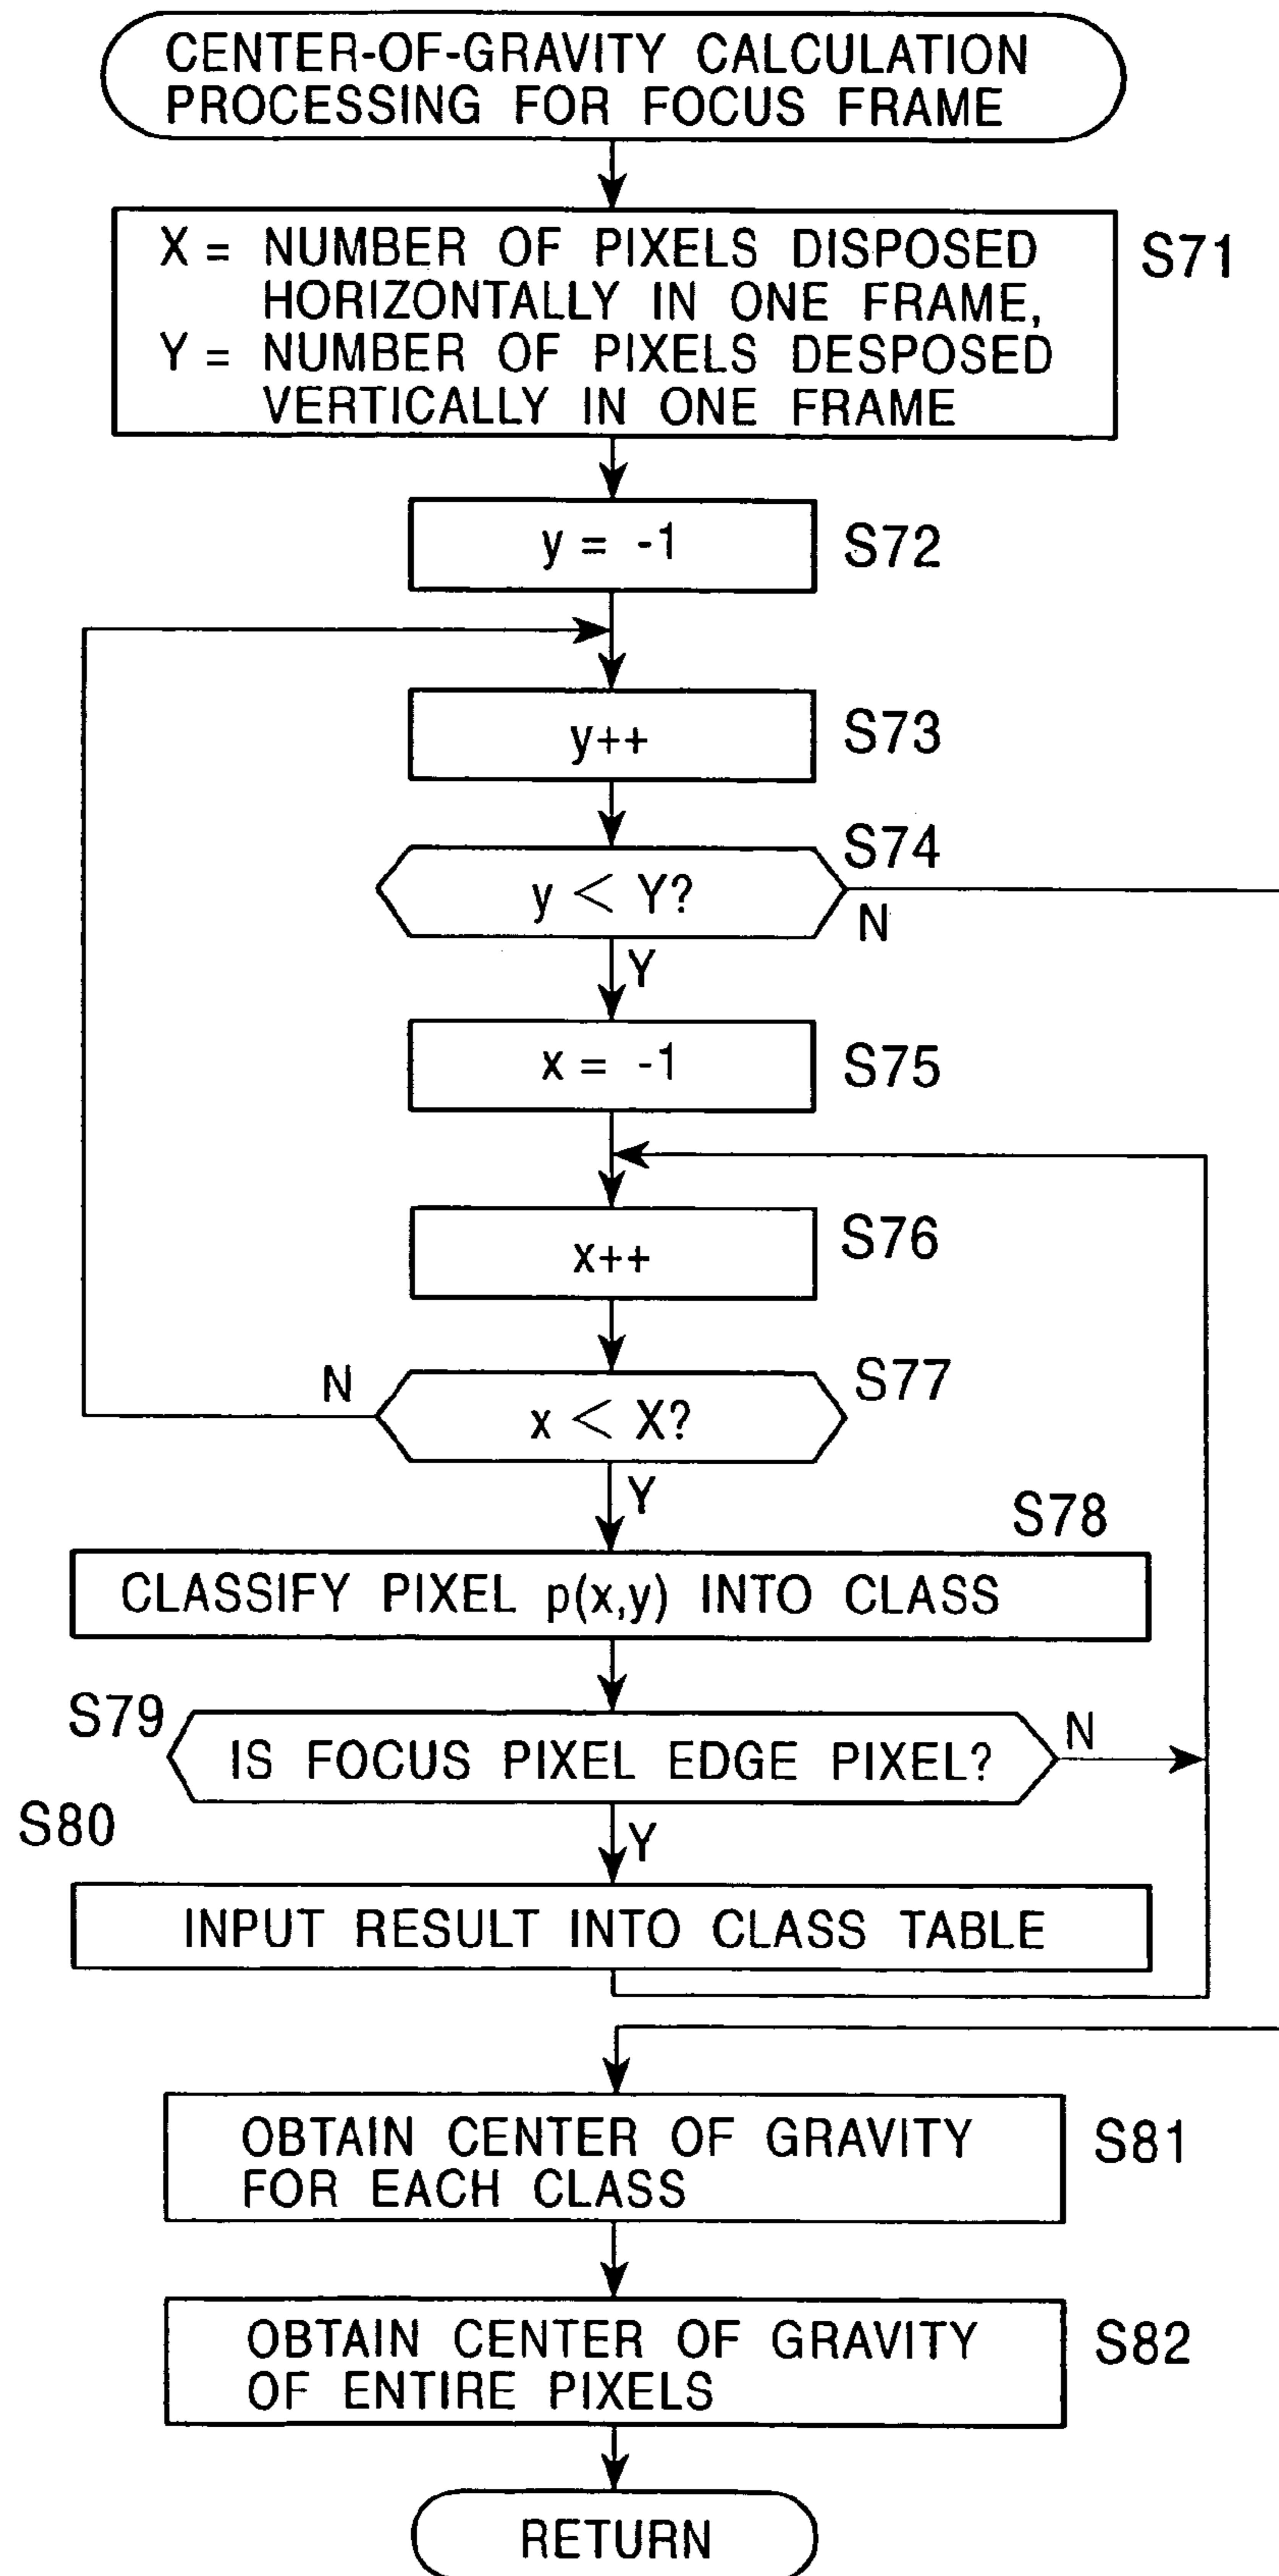 CENTER-OF-GRAVITY CALCULATION
PROCESSING FOR FOCUS FRAME
X = NUMBER OF PIXELS DISPOSED
HORIZONTALLY IN ONE FRAME,
Y = NUMBER OF PIXELS DESPOSED
VERTICALLY IN ONE FRAME
S71
y = -1
S72
y++
S73
S74
y < Y?
N
Y
x = -1
S75
x++
S76
N
x < X?
S77
Y
S78
CLASSIFY PIXEL p(x,y) INTO CLASS
S79
IS FOCUS PIXEL EDGE PIXEL?
N
S80
Y
INPUT RESULT INTO CLASS TABLE
OBTAIN CENTER OF GRAVITY
FOR EACH CLASS
S81
OBTAIN CENTER OF GRAVITY
OF ENTIRE PIXELS
S82
RETURN